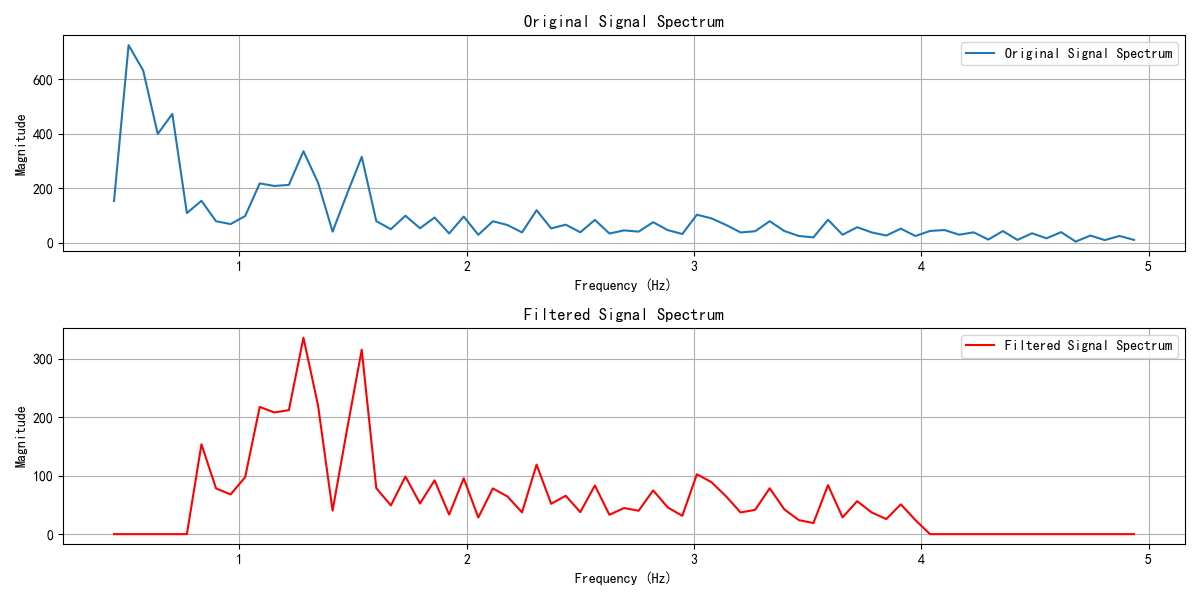 Original Signal Spectrum
Original Signal Spectrum
Magnitude
600
400
200
0
1 2 3 4 5
Frequency (Hz)
Filtered Signal Spectrum
Filtered Signal Spectrum
Magnitude
300
200
100
0
1 2 3 4 5
Frequency (Hz)